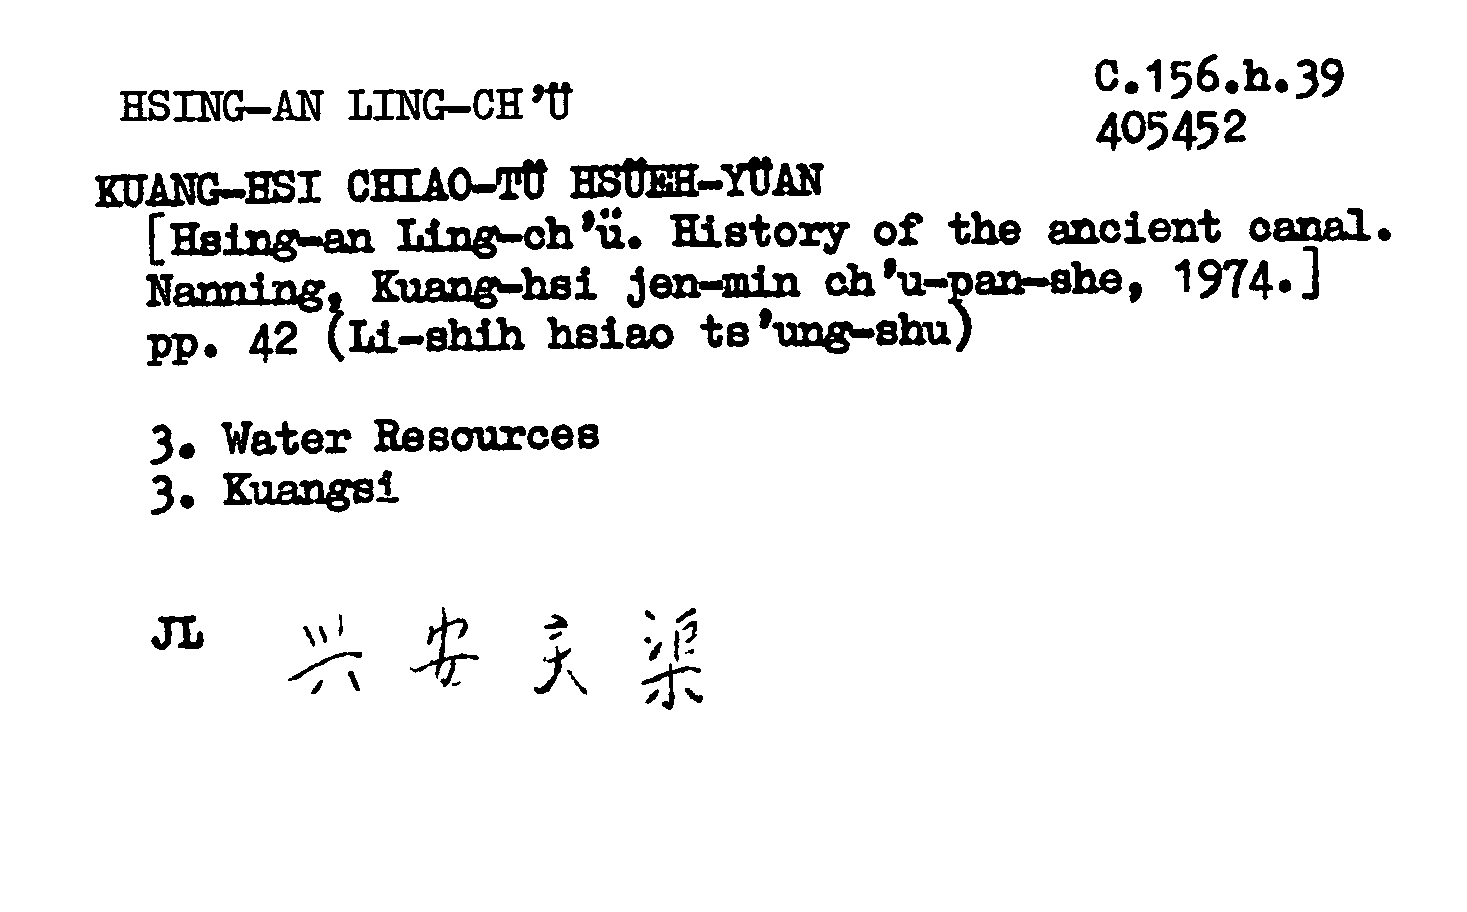 HSING-AN LING-CH'Ü
C.156.h.39
405452
KUANG-HSI CHIAO-TÜ HSÜEH-YÜAN
[Hsing-an Ling-ch'ü. History of the ancient canal.
Nanning, Kuang-hsi jen-min ch'u-pan-she, 1974.]
pp. 42 (Li-shih hsiao ts'ung-shu)
3. Water Resources
3. Kuangsi
JL 兴安灵渠